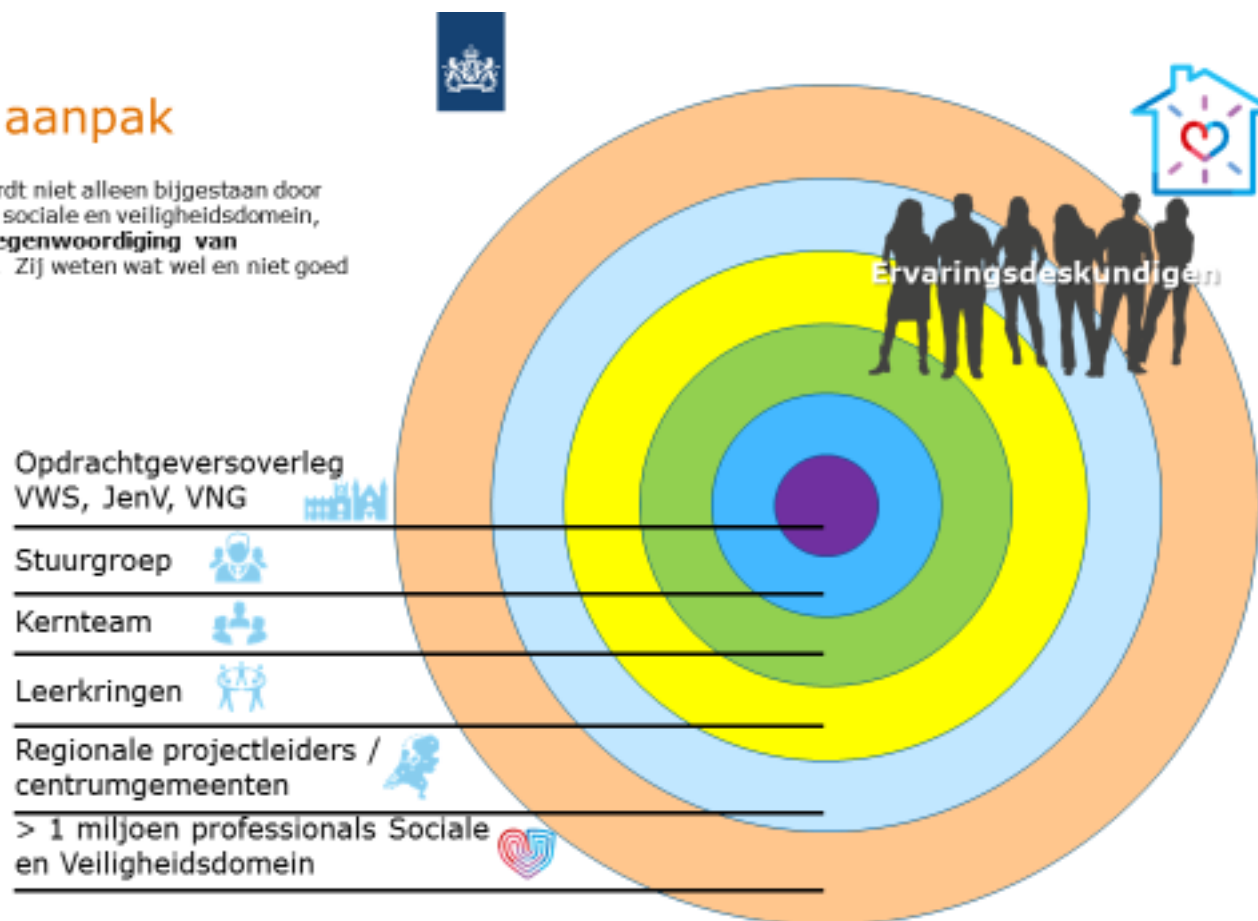 aanpak
rdt niet alleen bijgestaan door
sociale en veiligheidsdomein,
egenwoordiging van
Zij weten wat wel en niet goed
Ervaringsdeskundigen
Opdrachtgeversoverleg
VWS, JenV, VNG
Stuurgroep
Kernteam
Leerkringen
Regionale projectleiders /
centrumgemeenten
> 1 miljoen professionals Sociale
en Veiligheidsdomein